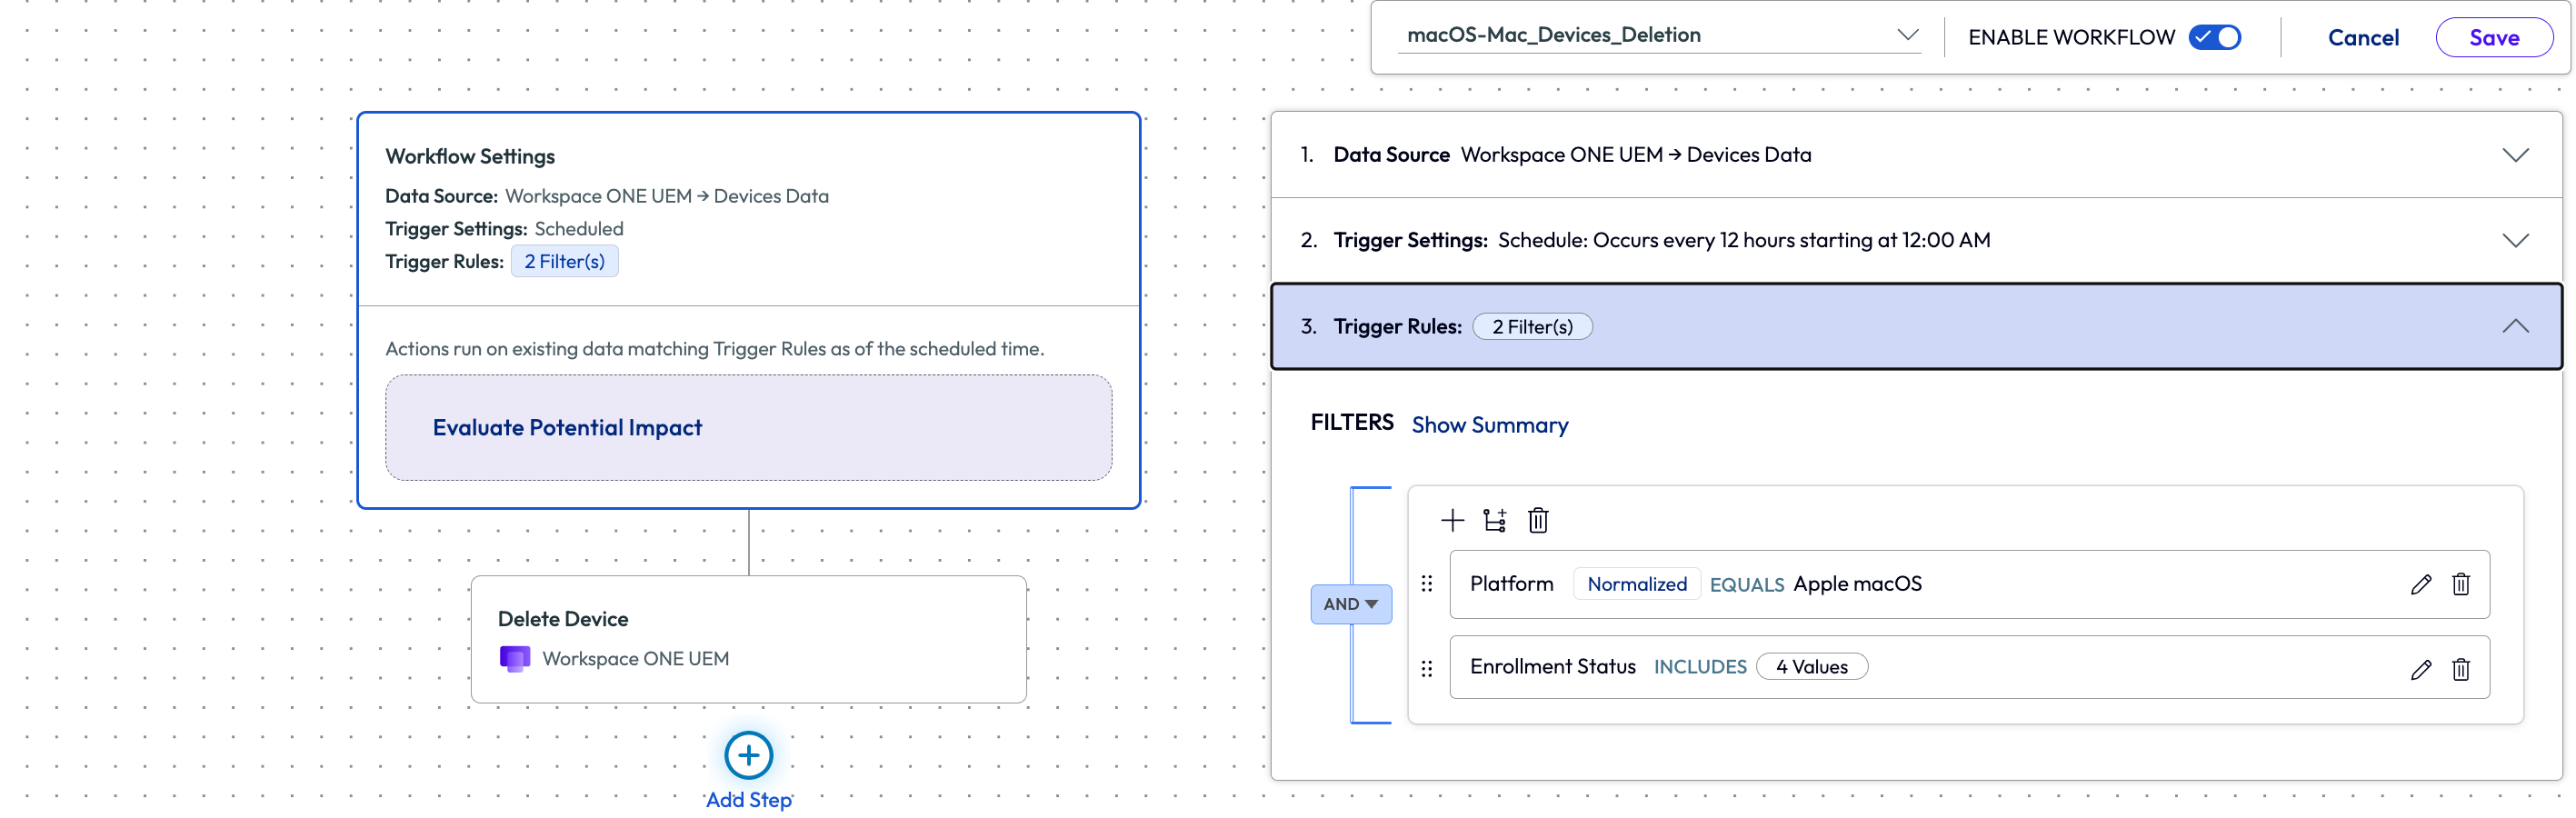 macOS-Mac_Devices_Deletion
ENABLE WORKFLOW
Cancel
Save
Workflow Settings
Data Source: Workspace ONE UEM → Devices Data
Trigger Settings: Scheduled
Trigger Rules: 2 Filter(s)
Actions run on existing data matching Trigger Rules as of the scheduled time.
Evaluate Potential Impact
Delete Device
Workspace ONE UEM
Add Step
1. Data Source Workspace ONE UEM → Devices Data
2. Trigger Settings: Schedule: Occurs every 12 hours starting at 12:00 AM
3. Trigger Rules: 2 Filter(s)
FILTERS Show Summary
AND
Platform Normalized EQUALS Apple macOS
Enrollment Status INCLUDES 4 Values